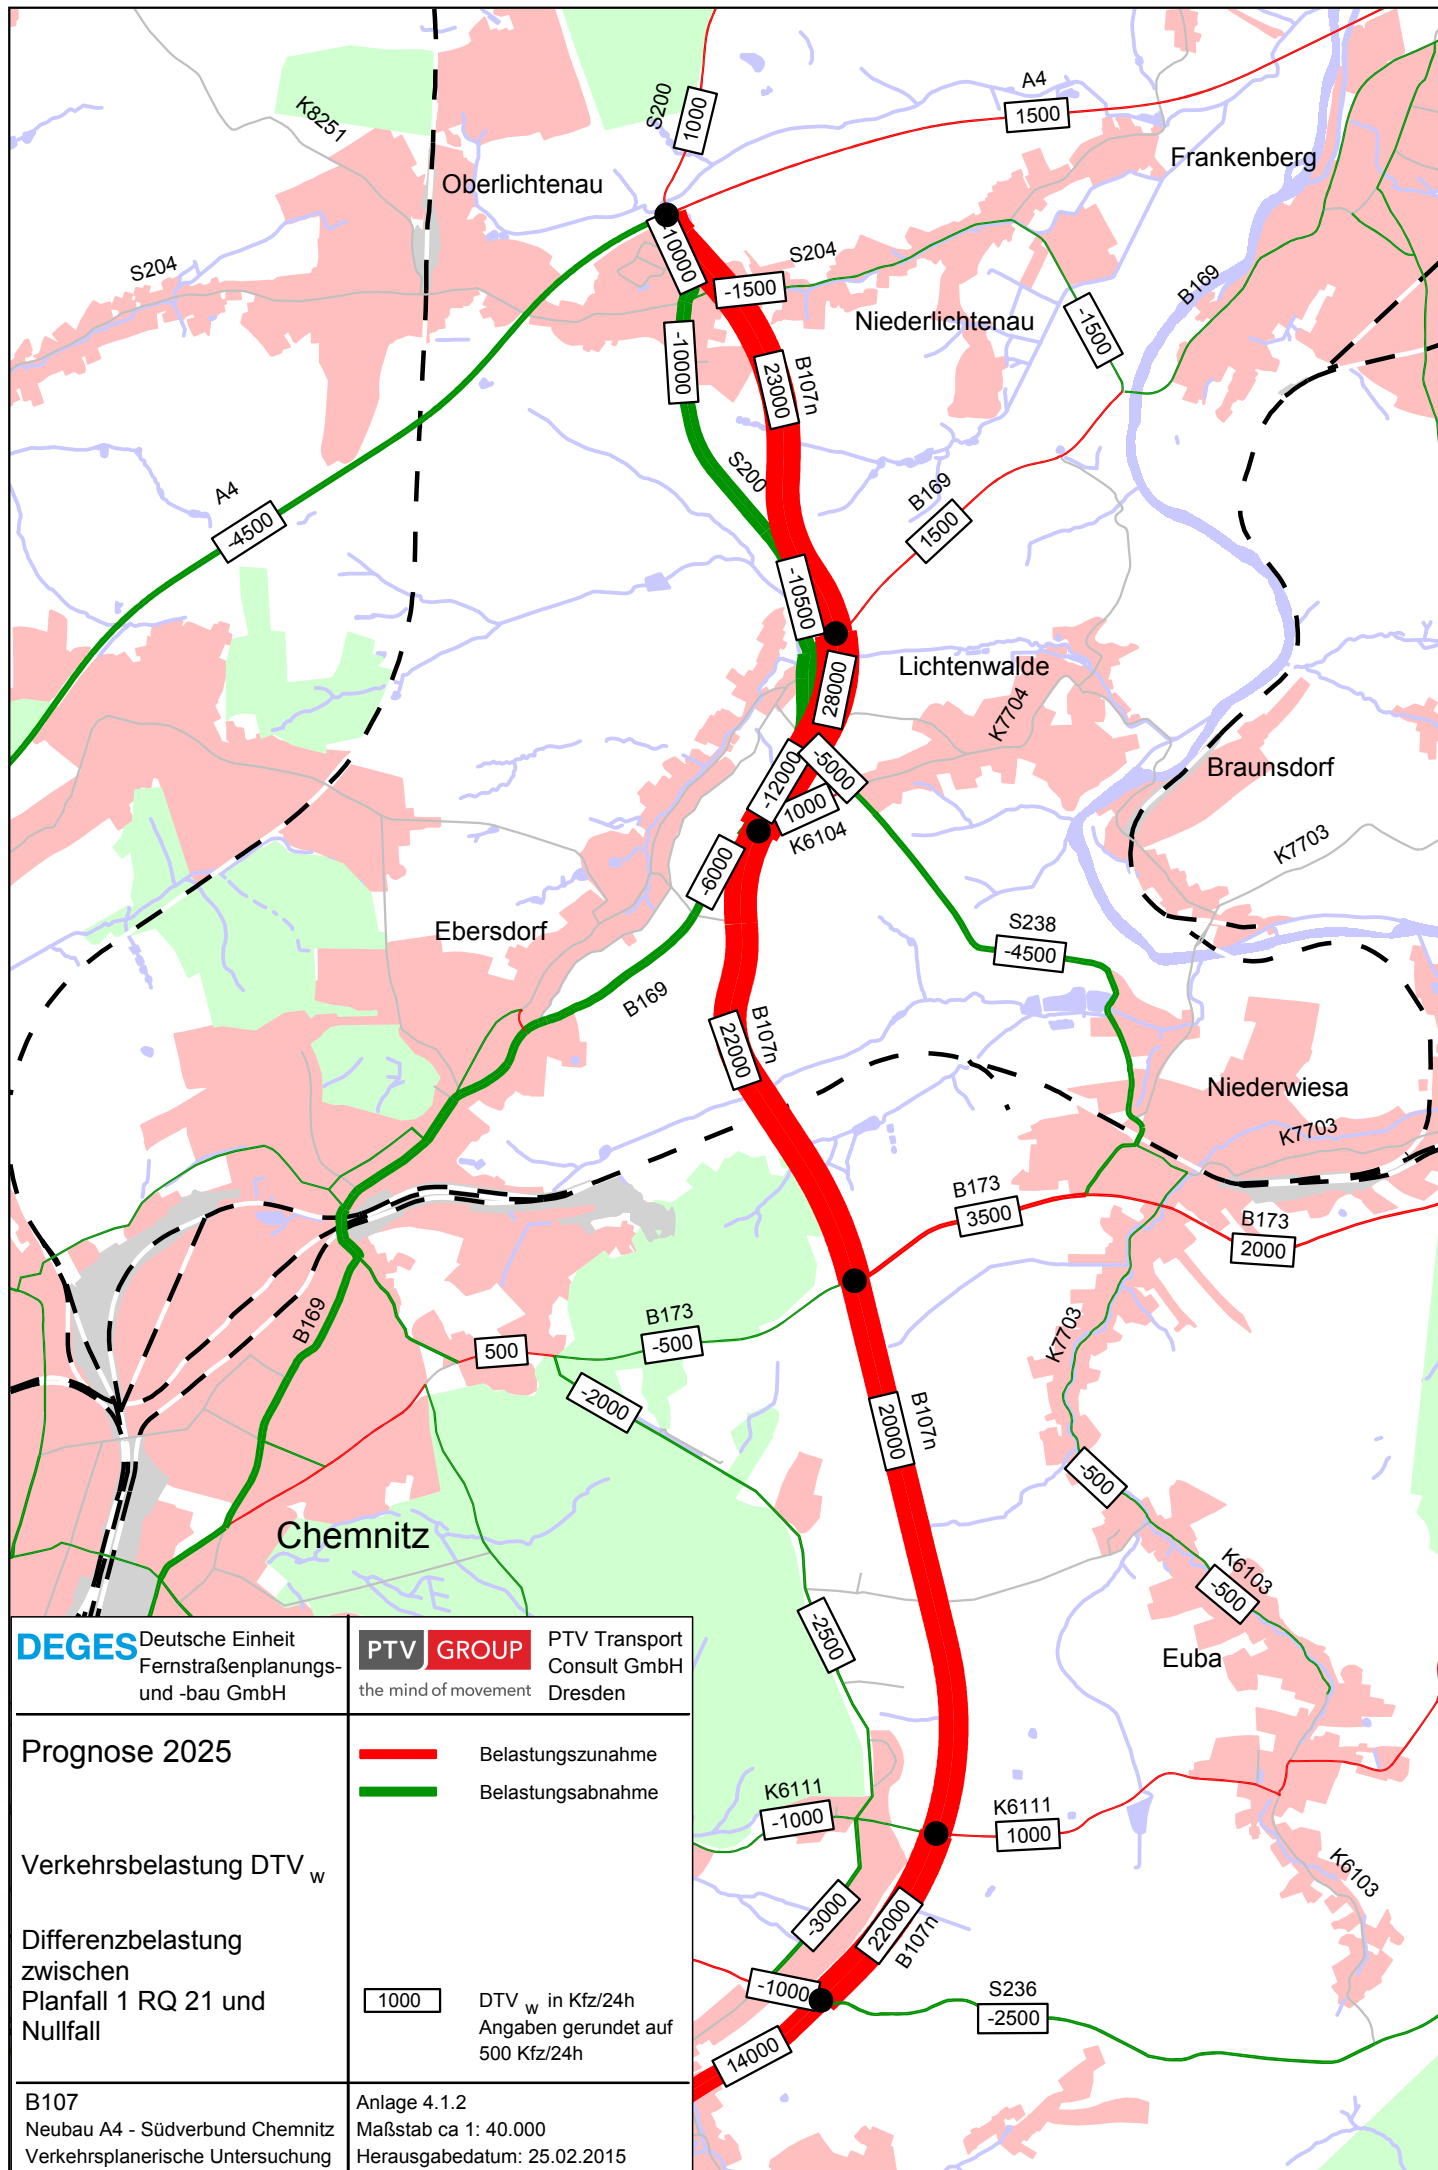 S200
1000
A4
1500
Frankenberg
K8251
Oberlichtenau
S204
-10000
-1500
S204
Niederlichtenau
B169
-1500
-10000
23000
B107n
S200
A4
-4500
B169
1500
-10500
Lichtenwalde
28000
K7704
Braunsdorf
-12000
-5000
1000
K6104
K7703
-6000
Ebersdorf
S238
-4500
B169
B107n
22000
Niederwiesa
K7703
B173
3500
B173
2000
B169
B173
-500
500
K7703
-2000
B107n
20000
-500
Chemnitz
K6103
-500
-2500
Euba
K6111
-1000
K6111
1000
K6103
-3000
22000
B107n
-1000
S236
-2500
14000
DEGES Deutsche Einheit
Fernstraßenplanungs-
und -bau GmbH
PTV GROUP
the mind of movement
PTV Transport
Consult GmbH
Dresden
Prognose 2025
Belastungszunahme
Belastungsabnahme
Verkehrsbelastung DTV w
Differenzbelastung
zwischen
Planfall 1 RQ 21 und
Nullfall
1000
DTV w in Kfz/24h
Angaben gerundet auf
500 Kfz/24h
B107
Neubau A4 - Südverbund Chemnitz
Verkehrsplanerische Untersuchung
Anlage 4.1.2
Maßstab ca 1: 40.000
Herausgabedatum: 25.02.2015